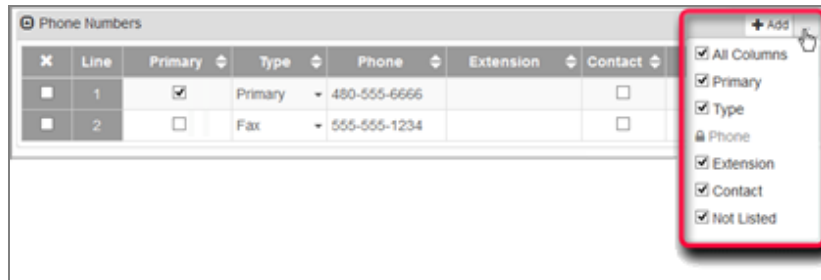 Phone Numbers
+ Add
× Line Primary Type Phone Extension Contact
1 Primary 480-555-6666
2 Fax 555-555-1234
All Columns
Primary
Type
Phone
Extension
Contact
Not Listed